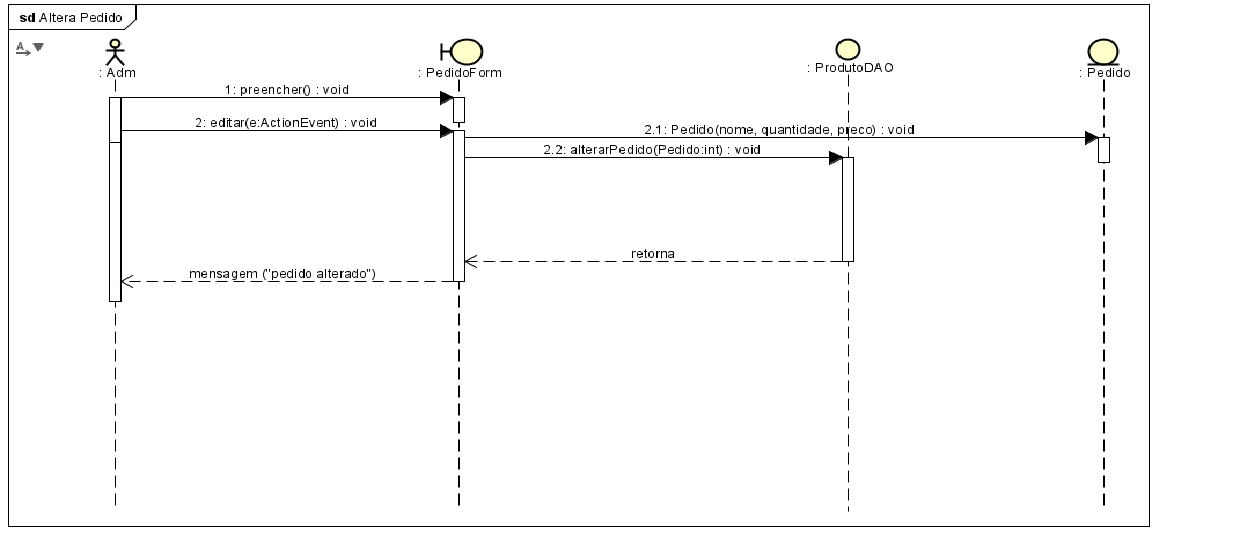 sd Altera Pedido
A
: Adm
: PedidoForm
: ProdutoDAO
: Pedido
1: preencher() : void
2: editar(e:ActionEvent) : void
2.1: Pedido(nome, quantidade, preco) : void
2.2: alterarPedido(Pedido:int) : void
retorna
mensagem ("pedido alterado")